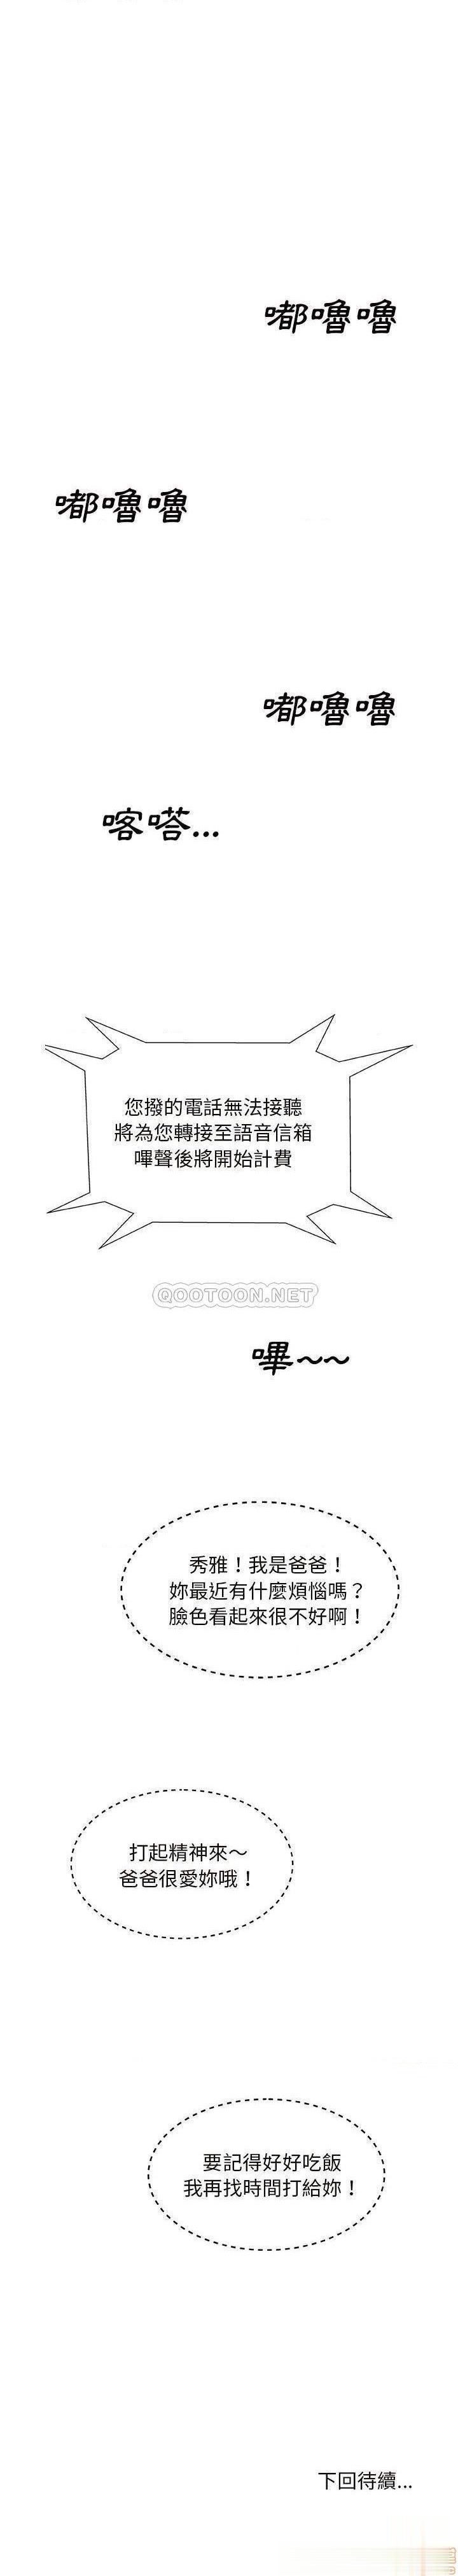 嘟嚕嚕
嘟嚕嚕
嘟嚕嚕
喀嗒...
您撥的電話無法接聽
將為您轉接至語音信箱
嗶聲後將開始計費
QOOTOON.NET
嗶~~
秀雅！我是爸爸！
妳最近有什麼煩惱嗎？
臉色看起來很不好啊！
打起精神來～
爸爸很愛妳哦！
要記得好好吃飯
我再找時間打給妳！
下回待續...